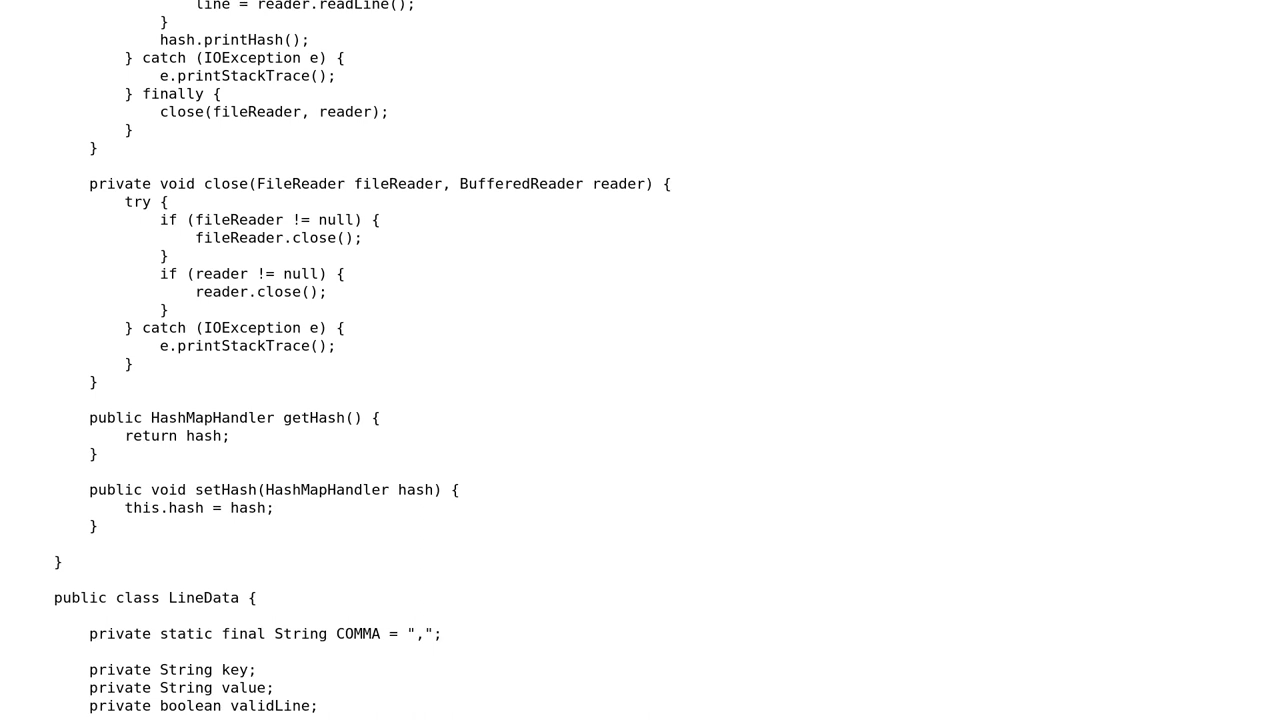 line = reader.readLine();
}
hash.printHash();
} catch (IOException e) {
e.printStackTrace();
} finally {
close(fileReader, reader);
}
}
private void close(FileReader fileReader, BufferedReader reader) {
try {
if (fileReader != null) {
fileReader.close();
}
if (reader != null) {
reader.close();
}
} catch (IOException e) {
e.printStackTrace();
}
}
public HashMapHandler getHash() {
return hash;
}
public void setHash(HashMapHandler hash) {
this.hash = hash;
}
}
public class LineData {
private static final String COMMA = ",";
private String key;
private String value;
private boolean validLine;